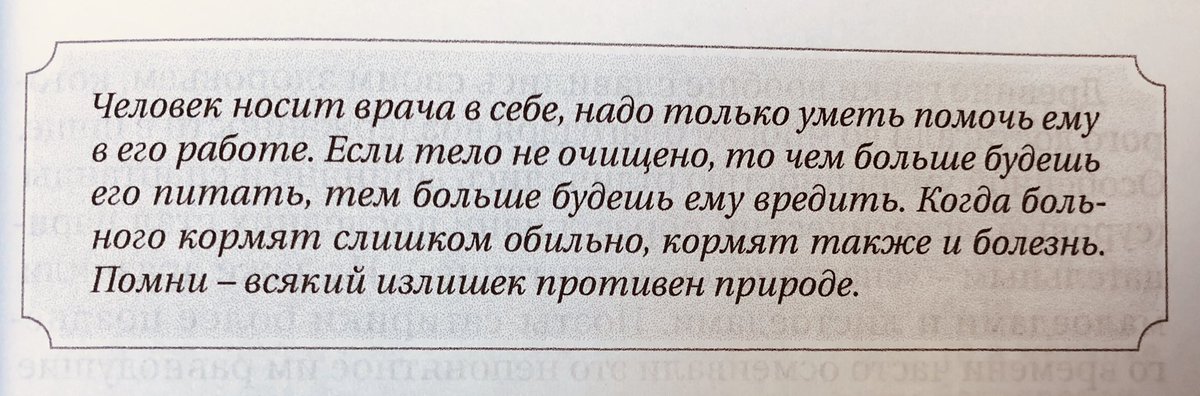 Человек носит врача в себе, надо только уметь помочь ему
в его работе. Если тело не очищено, то чем больше будешь
его питать, тем больше будешь ему вредить. Когда боль-
ного кормят слишком обильно, кормят также и болезнь.
Помни – всякий излишек противен природе.